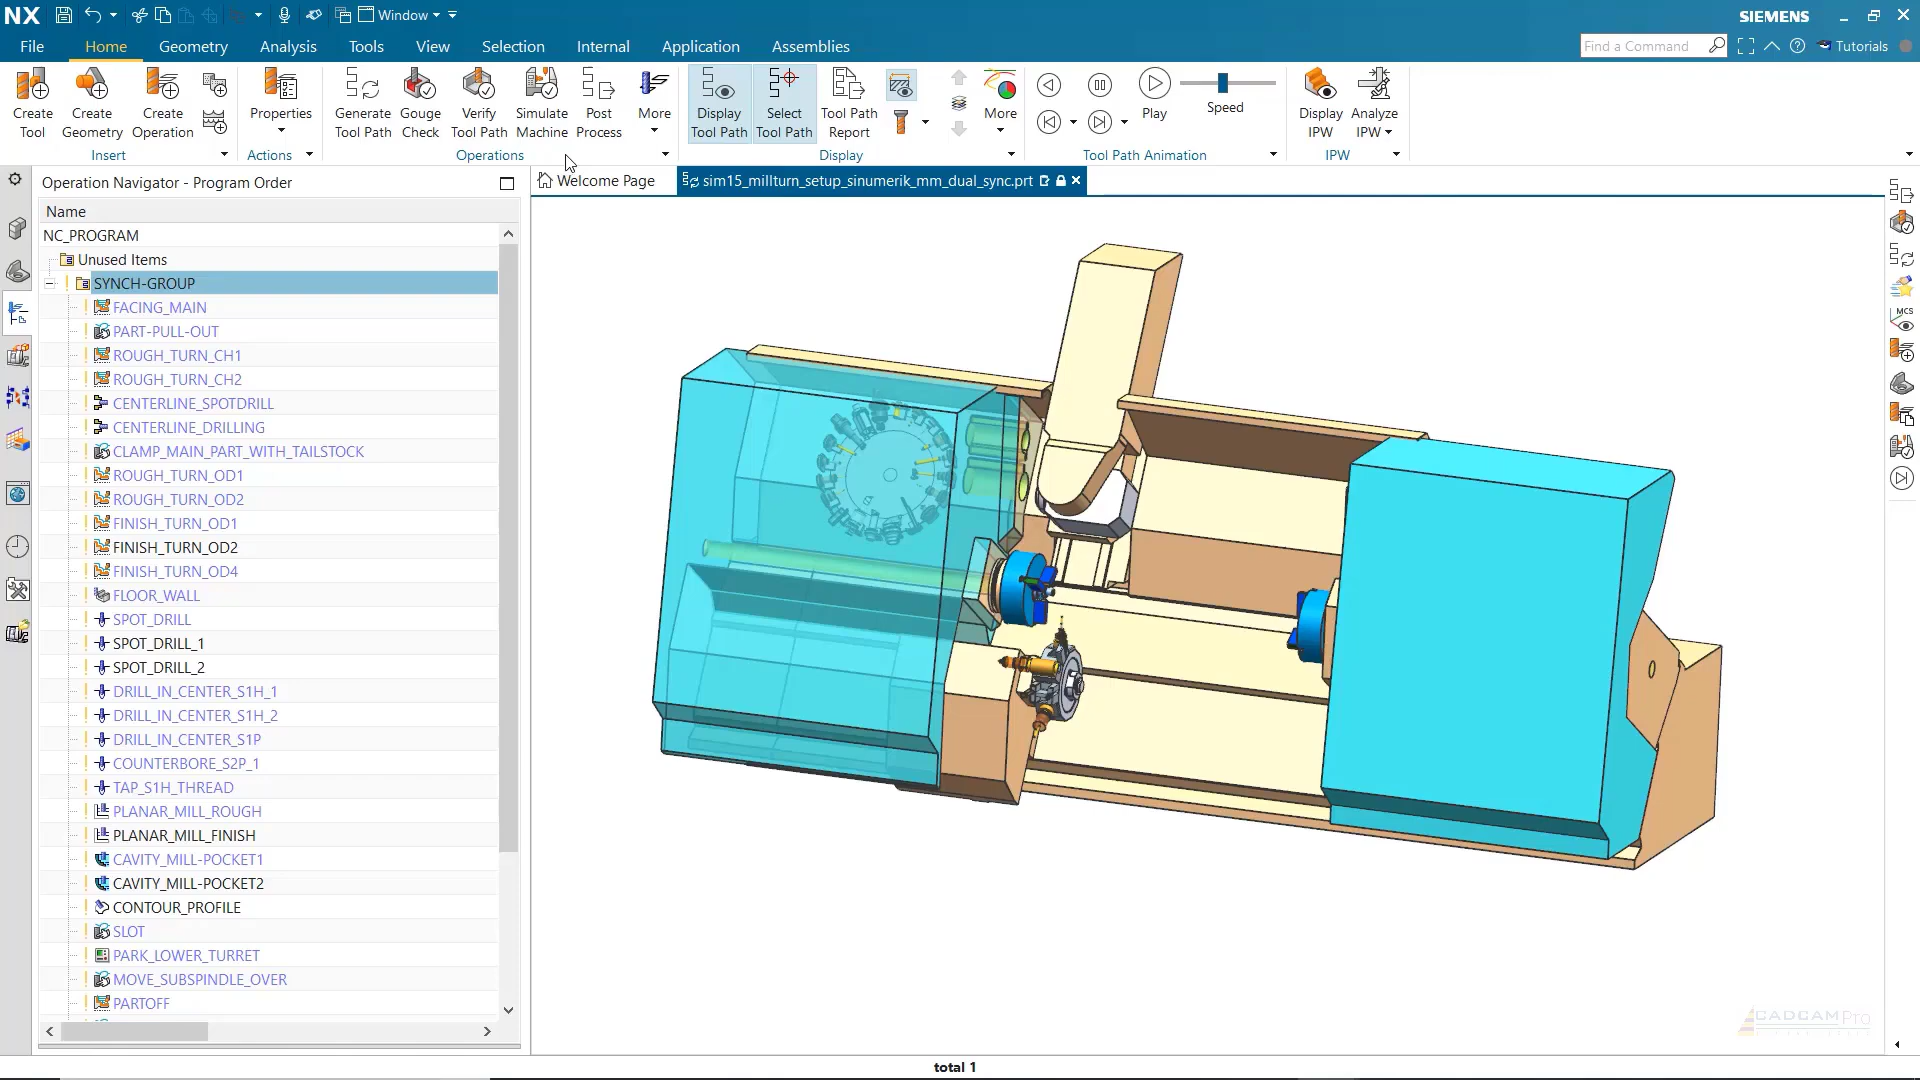 NX
Window
SIEMENS
File Home Geometry Analysis Tools View Selection Internal Application Assemblies
Find a Command
Tutorials
Create Tool
Create Geometry
Create Operation
Insert
Properties
Actions
Generate Tool Path
Gouge Check
Verify Tool Path
Simulate Machine
Post Process
More
Operations
Display Tool Path
Select Tool Path
Tool Path Report
More
Display
Play
Speed
Tool Path Animation
Display IPW
Analyze IPW
IPW
Operation Navigator - Program Order
Welcome Page
sim15_millturn_setup_sinumerik_mm_dual_sync.prt
Name
NC_PROGRAM
Unused Items
SYNCH-GROUP
FACING_MAIN
PART-PULL-OUT
ROUGH_TURN_CH1
ROUGH_TURN_CH2
CENTERLINE_SPOTDRILL
CENTERLINE_DRILLING
CLAMP_MAIN_PART_WITH_TAILSTOCK
ROUGH_TURN_OD1
ROUGH_TURN_OD2
FINISH_TURN_OD1
FINISH_TURN_OD2
FINISH_TURN_OD4
FLOOR_WALL
SPOT_DRILL
SPOT_DRILL_1
SPOT_DRILL_2
DRILL_IN_CENTER_S1H_1
DRILL_IN_CENTER_S1H_2
DRILL_IN_CENTER_S1P
COUNTERBORE_S2P_1
TAP_S1H_THREAD
PLANAR_MILL_ROUGH
PLANAR_MILL_FINISH
CAVITY_MILL-POCKET1
CAVITY_MILL-POCKET2
CONTOUR_PROFILE
SLOT
PARK_LOWER_TURRET
MOVE_SUBSPINDLE_OVER
PARTOFF
MCS
CADCAMPro
total 1